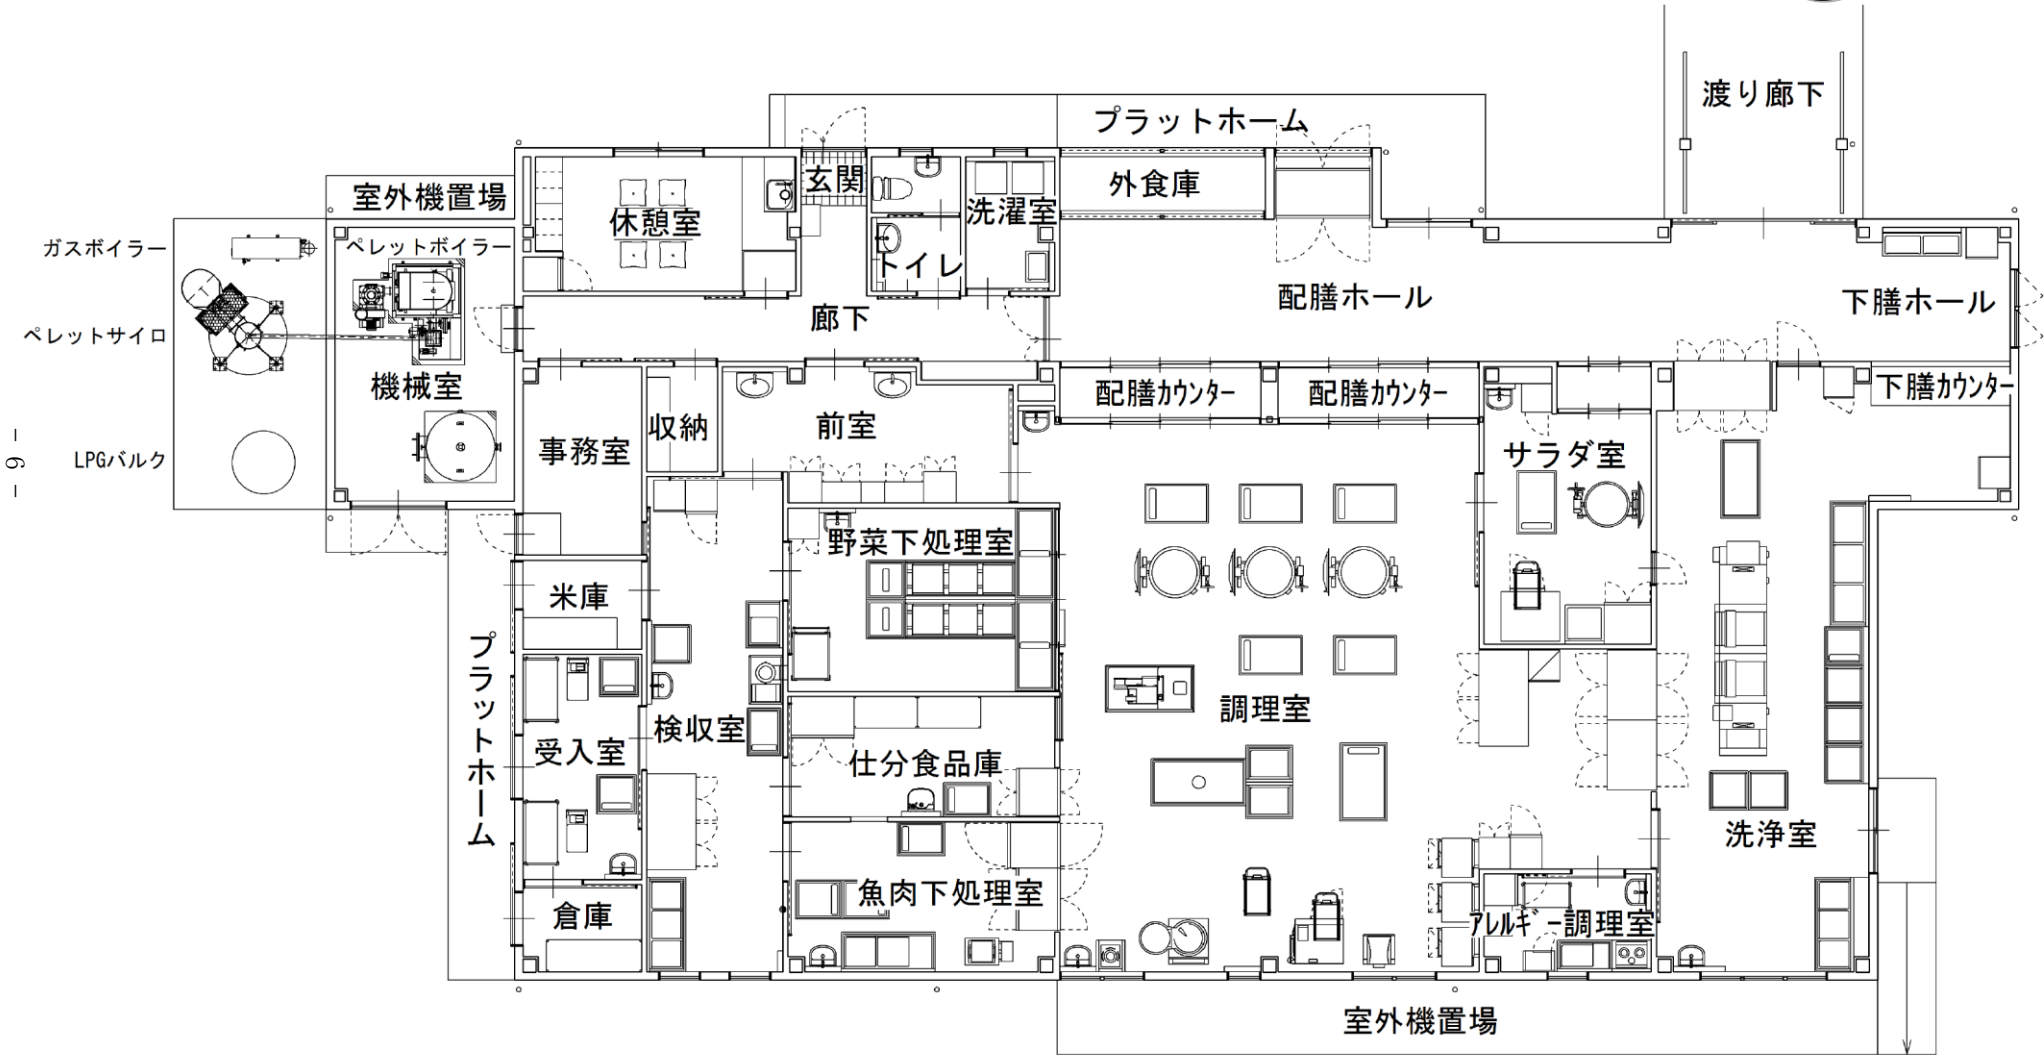 渡り廊下
プラットホーム
玄関
外食庫
室外機置場
休憩室
洗濯室
ガスボイラー
ペレットボイラー
トイレ
配膳ホール
下膳ホール
廊下
ペレットサイロ
機械室
配膳カウンター
配膳カウンター
下膳カウンター
収納
前室
事務室
サラダ室
LPGバルク
- 6 -
野菜下処理室
米庫
プラットホーム
調理室
検収室
受入室
仕分食品庫
洗浄室
魚肉下処理室
倉庫
アレルギー調理室
室外機置場